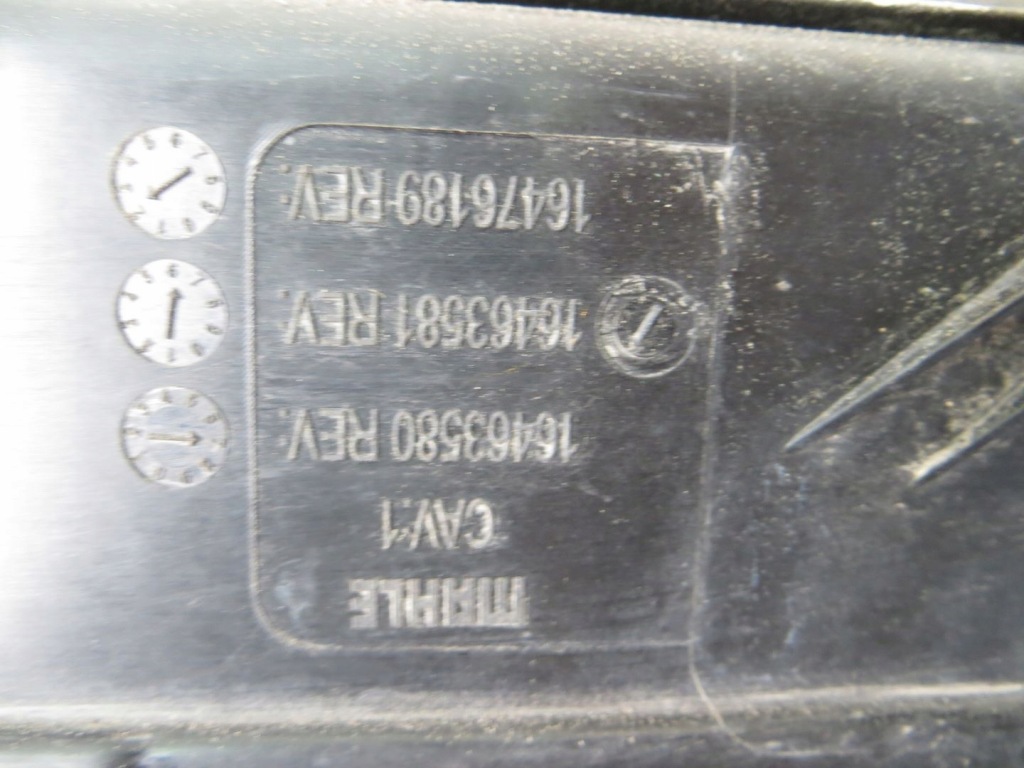 MAHLE
CAV.1
16463580 REV.
16463581 REV.
16476189 REV.